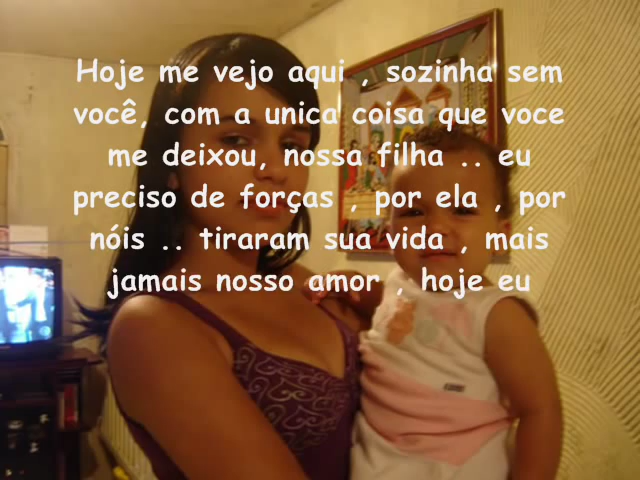 Hoje me vejo aqui , sozinha sem
você, com a unica coisa que voce
me deixou, nossa filha .. eu
preciso de forças , por ela , por
nóis .. tiraram sua vida , mais
jamais nosso amor , hoje eu